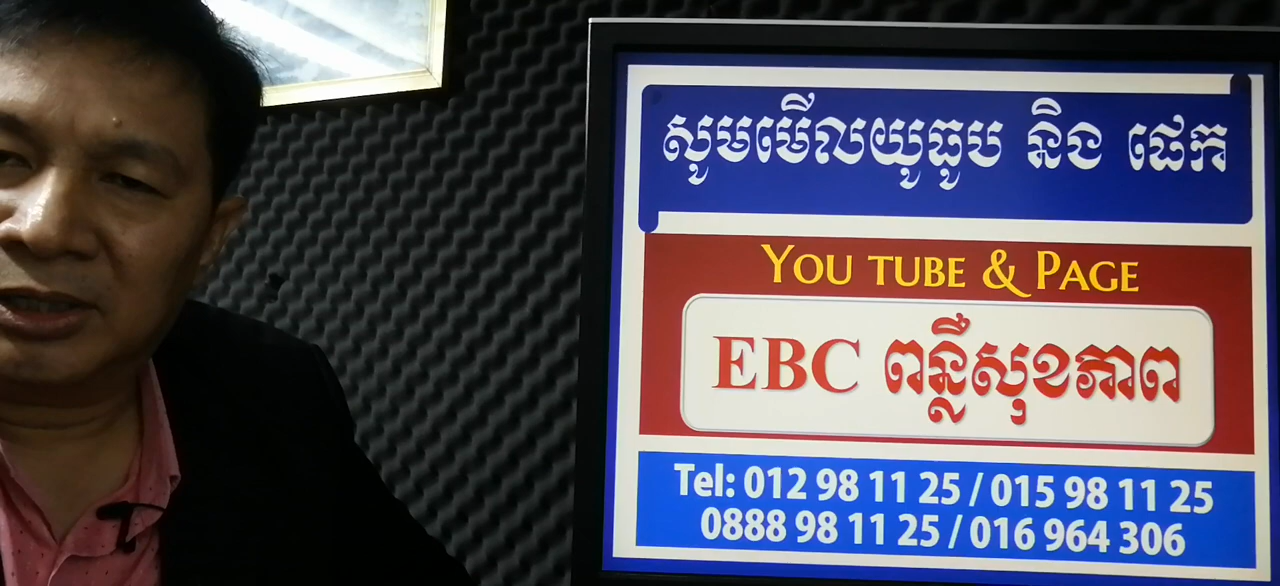 សូមមើលយូធូប និង ផេក
YOU TUBE & PAGE
EBC ពន្លឺសុខភាព
Tel: 012 98 11 25 / 015 98 11 25
0888 98 11 25 / 016 964 306